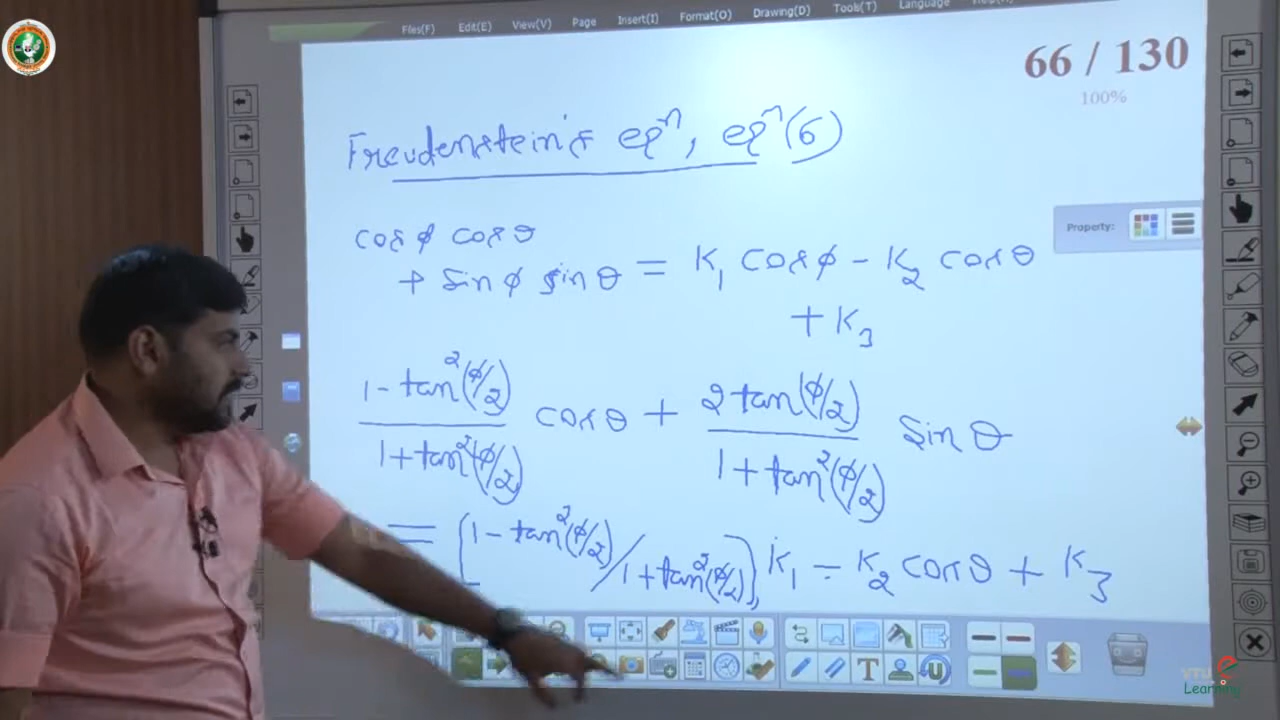 Files(F) Edit(E) View(V) Page Insert(I) Format(O) Drawing(D) Tools(T) Language
66 / 130
100%
Freudenstein's eqⁿ, eqⁿ(6)
Property:
cos φ cos θ
+ sin φ sin θ = K₁ cos φ - K₂ cos θ
+ K₃
1 - tan²(φ/2) / 1 + tan²(φ/2) cos θ + 2 tan(φ/2) / 1 + tan²(φ/2) sin θ
= [1 - tan²(φ/2) / 1 + tan²(φ/2)] K₁ - K₂ cos θ + K₃
VTU e
Learning